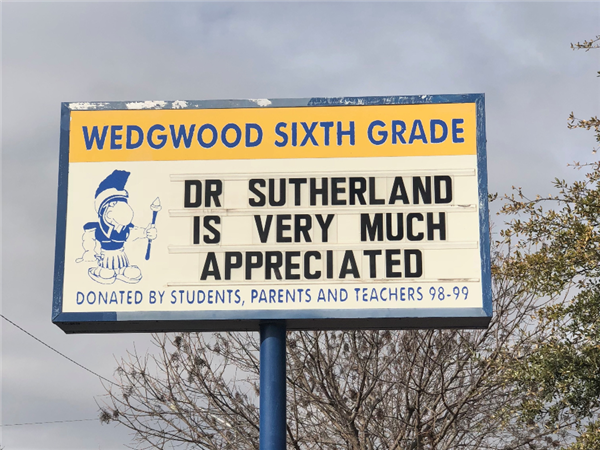 WEDGWOOD SIXTH GRADE
DR SUTHERLAND
IS VERY MUCH
APPRECIATED
DONATED BY STUDENTS, PARENTS AND TEACHERS 98-99